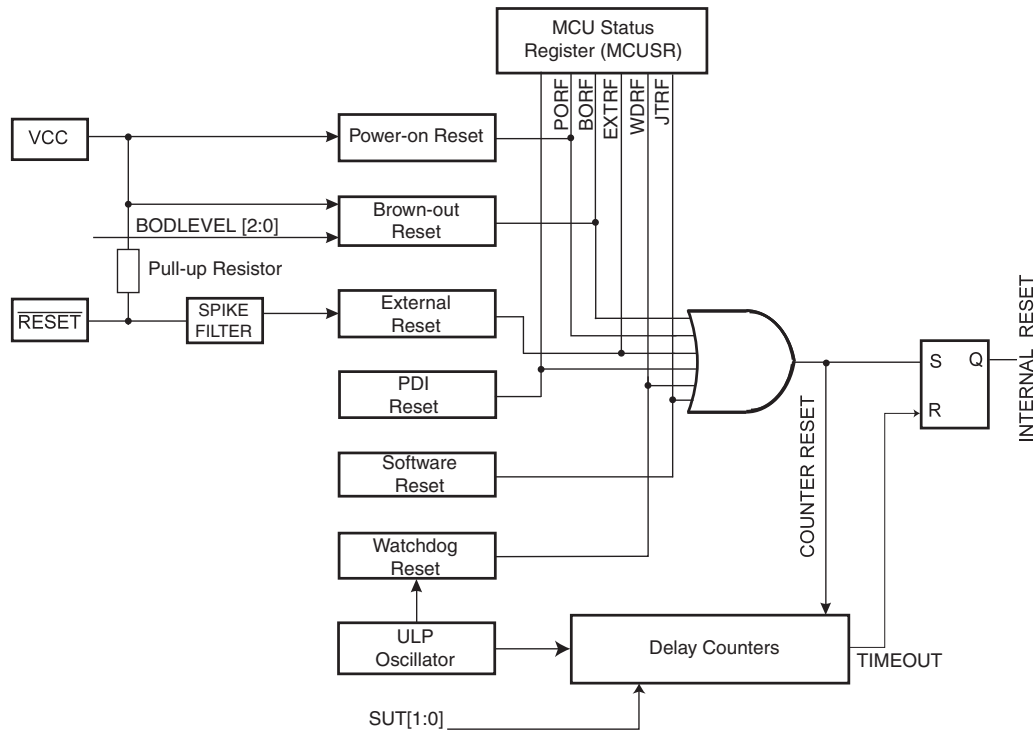 MCU Status
Register (MCUSR)
PORF
BORF
EXTRF
WDRF
JTRF
VCC
Power-on Reset
BODLEVEL [2:0]
Brown-out
Reset
Pull-up Resistor
RESET
SPIKE
FILTER
External
Reset
PDI
Reset
Software
Reset
Watchdog
Reset
ULP
Oscillator
Delay Counters
SUT[1:0]
COUNTER RESET
TIMEOUT
S
Q
R
INTERNAL RESET